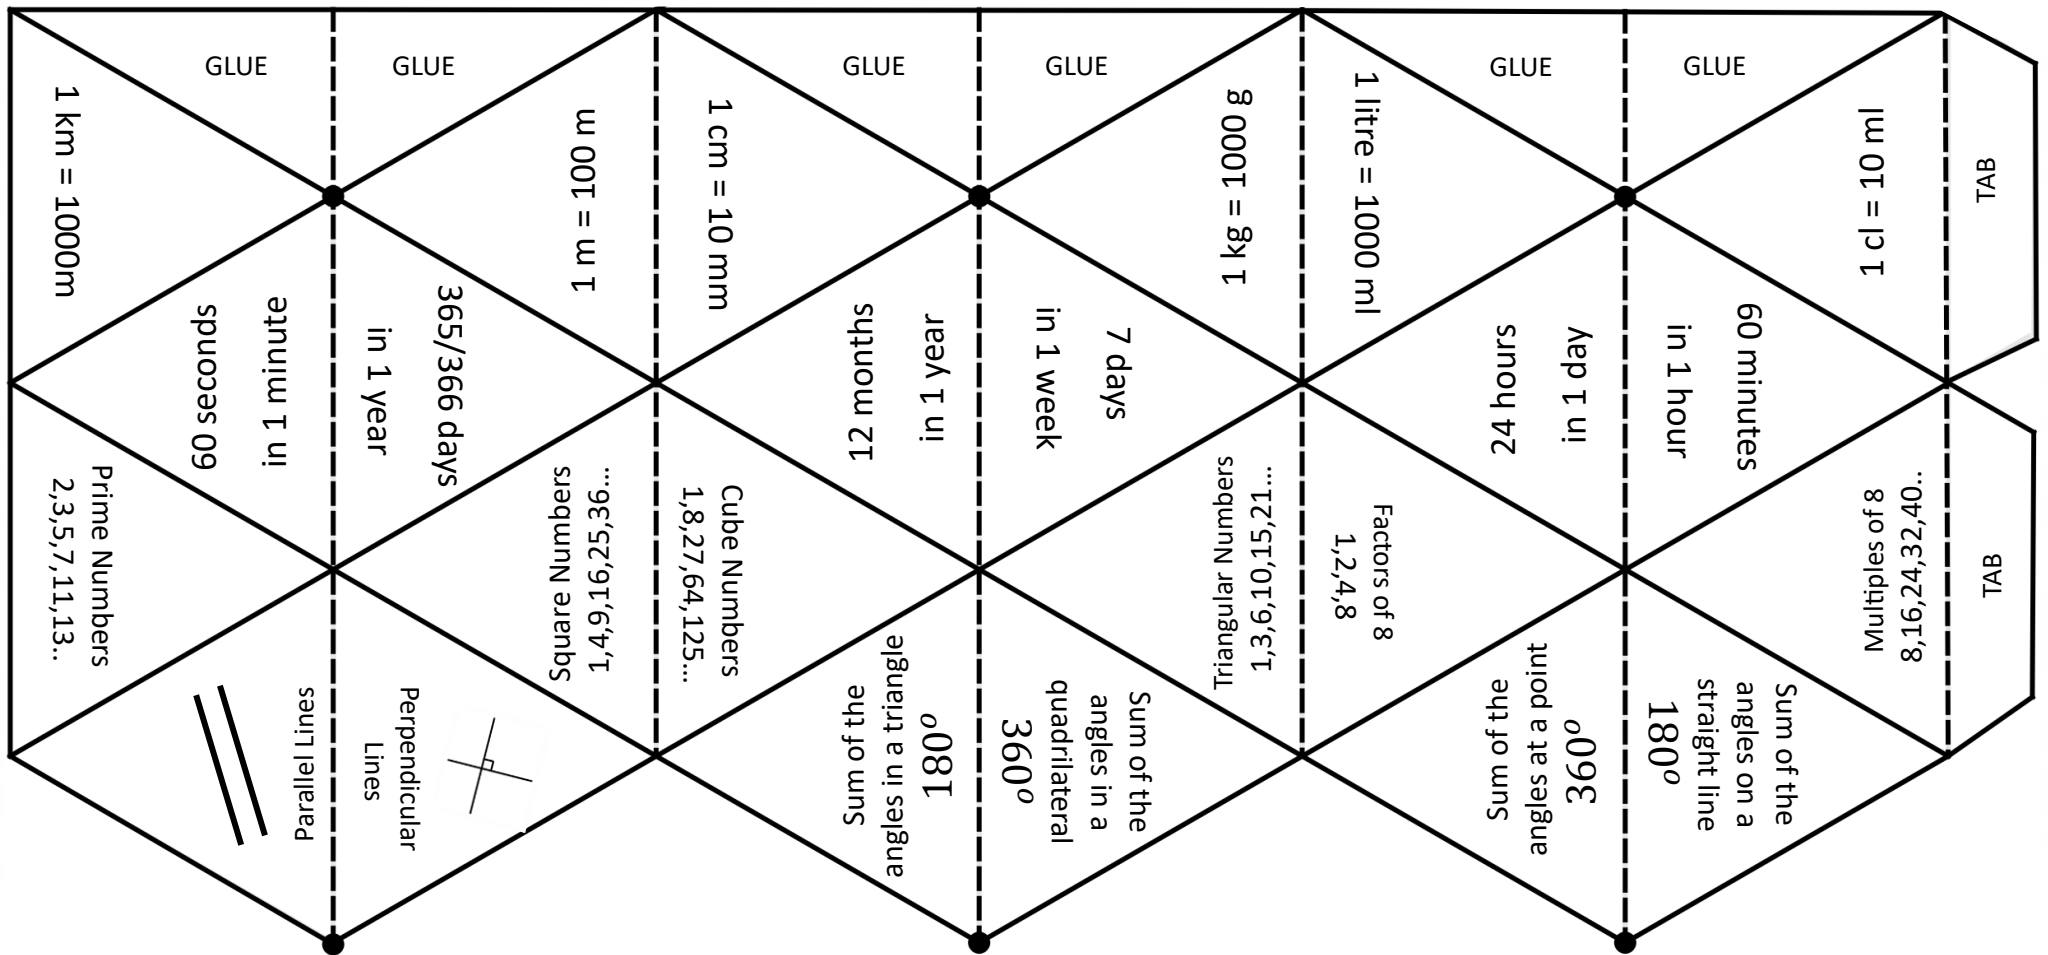 GLUE
GLUE
GLUE
GLUE
GLUE
GLUE
1 km = 1000m
1 m = 100 m
1 cm = 10 mm
1 kg = 1000 g
1 litre = 1000 ml
1 cl = 10 ml
TAB
60 seconds
in 1 minute
365/366 days
in 1 year
12 months
in 1 year
7 days
in 1 week
24 hours
in 1 day
60 minutes
in 1 hour
Prime Numbers
2,3,5,7,11,13..
Square Numbers
1,4,9,16,25,36...
Cube Numbers
1,8,27,64,125...
Triangular Numbers
1,3,6,10,15,21...
Factors of 8
1,2,4,8
Multiples of 8
8,16,24,32,40..
TAB
Parallel Lines
Perpendicular
Lines
Sum of the
angles in a triangle
180°
Sum of the
angles in a
quadrilateral
360°
Sum of the
angles at a point
360°
Sum of the
angles on a
straight line
180°